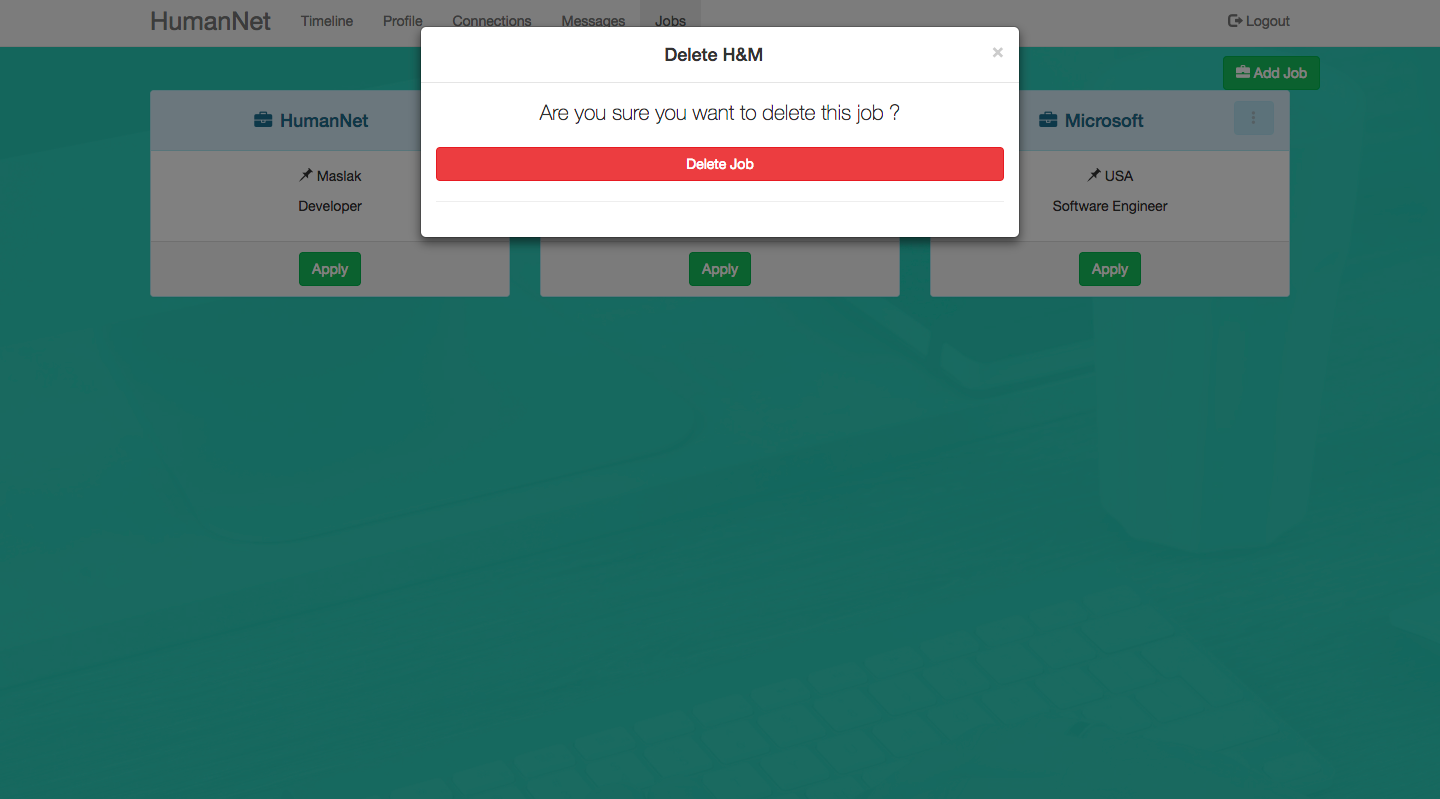 HumanNet Timeline Profile Connections Messages Jobs Logout
Delete H&M ×
Add Job
Are you sure you want to delete this job ?
HumanNet
Microsoft
Delete Job
Maslak
USA
Developer
Software Engineer
Apply
Apply
Apply